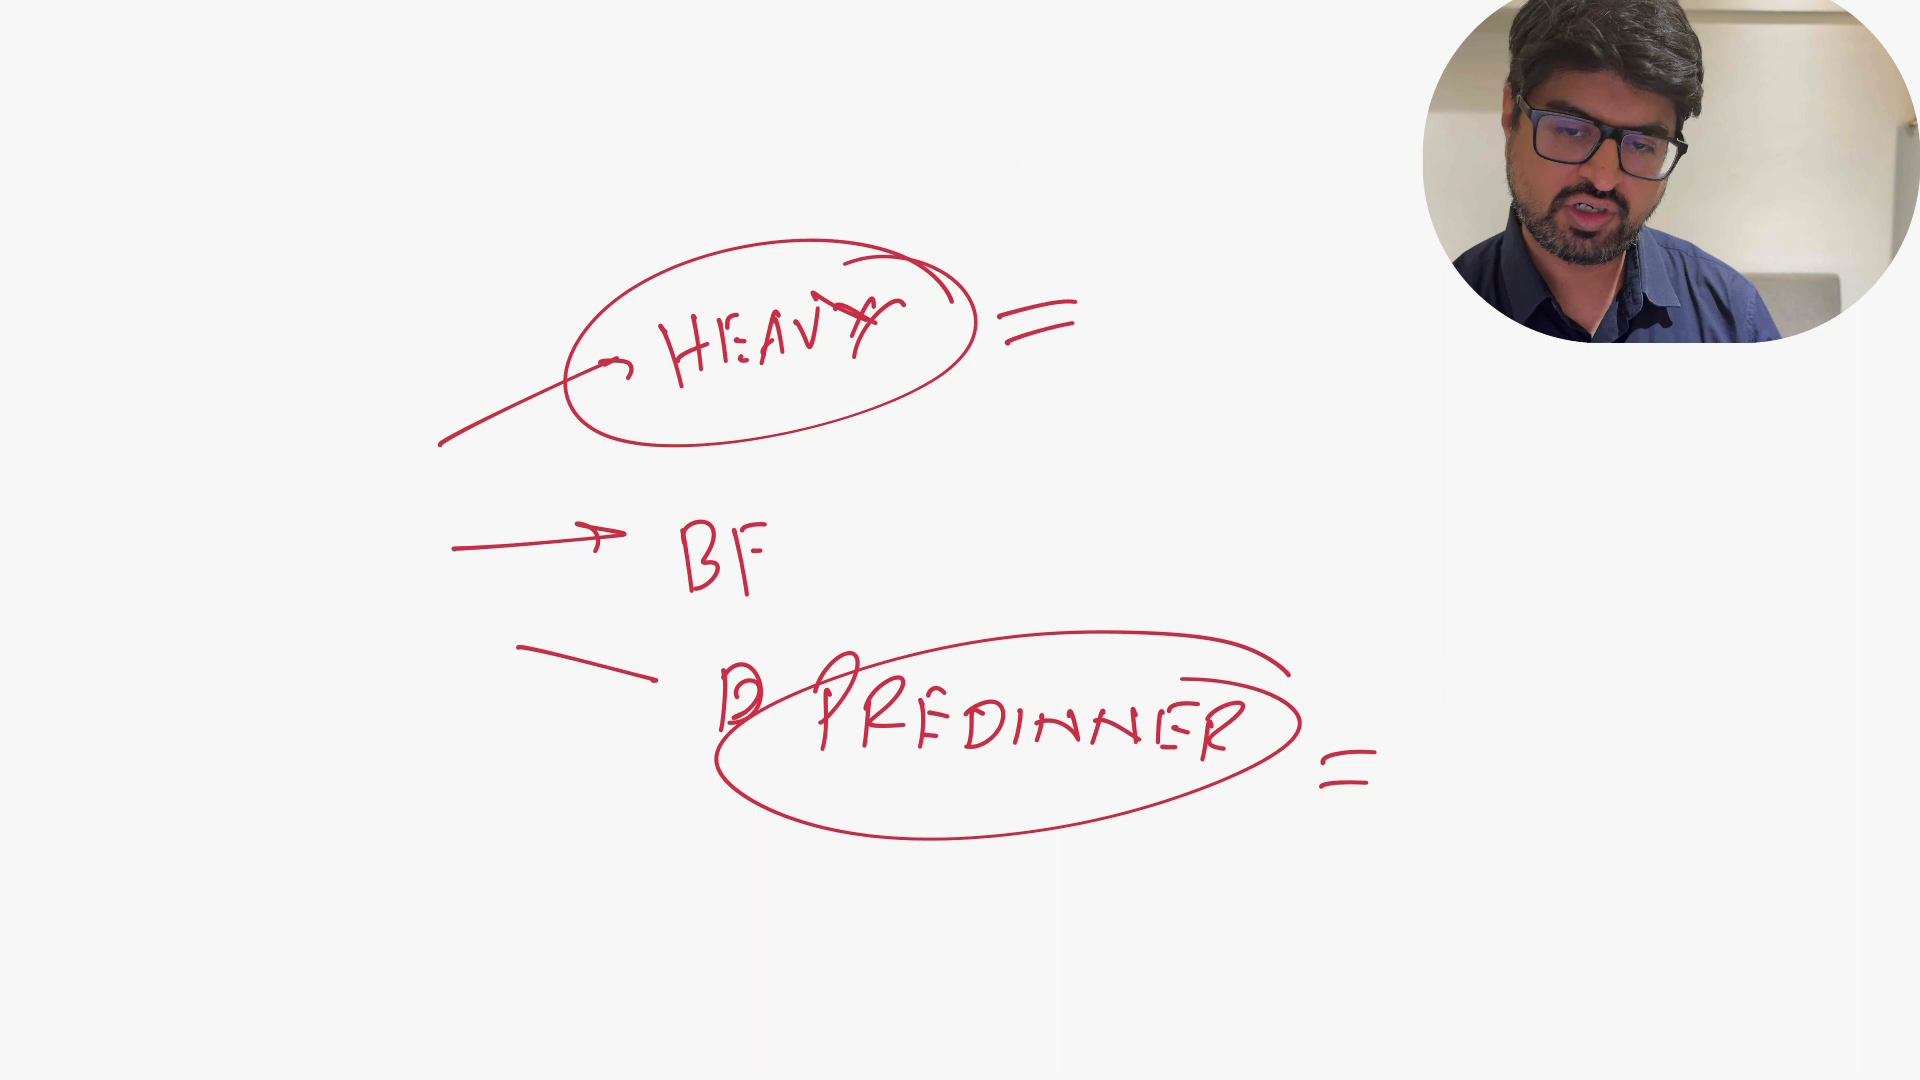 HEAVY =
BF
D PREDINNER =